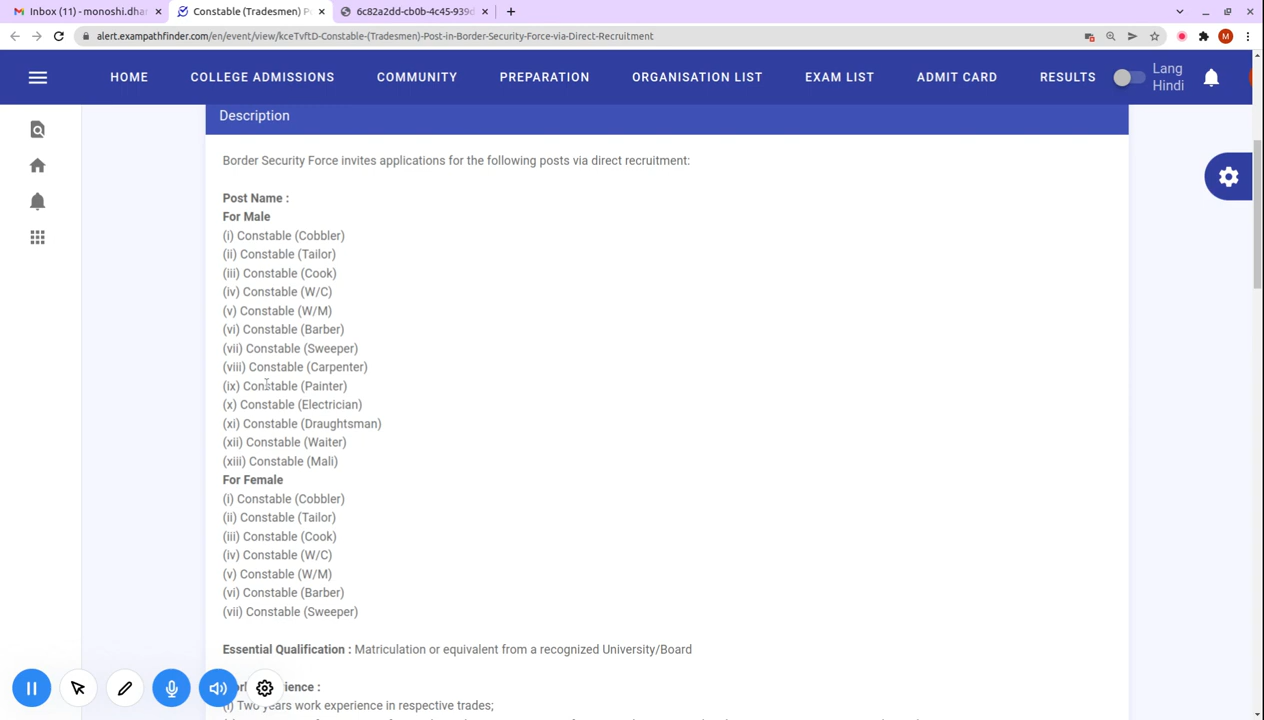 Inbox (11) - monoshi.dha
Constable (Tradesmen) P
6c82a2dd-cb0b-4c45-939d
alert.exampathfinder.com/en/event/view/kceTvftD-Constable-(Tradesmen)-Post-in-Border-Security-Force-via-Direct-Recruitment
M
HOME
COLLEGE ADMISSIONS
COMMUNITY
PREPARATION
ORGANISATION LIST
EXAM LIST
ADMIT CARD
RESULTS
Lang
Hindi
Description
Border Security Force invites applications for the following posts via direct recruitment:
Post Name :
For Male
(i) Constable (Cobbler)
(ii) Constable (Tailor)
(iii) Constable (Cook)
(iv) Constable (W/C)
(v) Constable (W/M)
(vi) Constable (Barber)
(vii) Constable (Sweeper)
(viii) Constable (Carpenter)
(ix) Constable (Painter)
(x) Constable (Electrician)
(xi) Constable (Draughtsman)
(xii) Constable (Waiter)
(xiii) Constable (Mali)
For Female
(i) Constable (Cobbler)
(ii) Constable (Tailor)
(iii) Constable (Cook)
(iv) Constable (W/C)
(v) Constable (W/M)
(vi) Constable (Barber)
(vii) Constable (Sweeper)
Essential Qualification : Matriculation or equivalent from a recognized University/Board
(i) Two years work experience in respective trades;